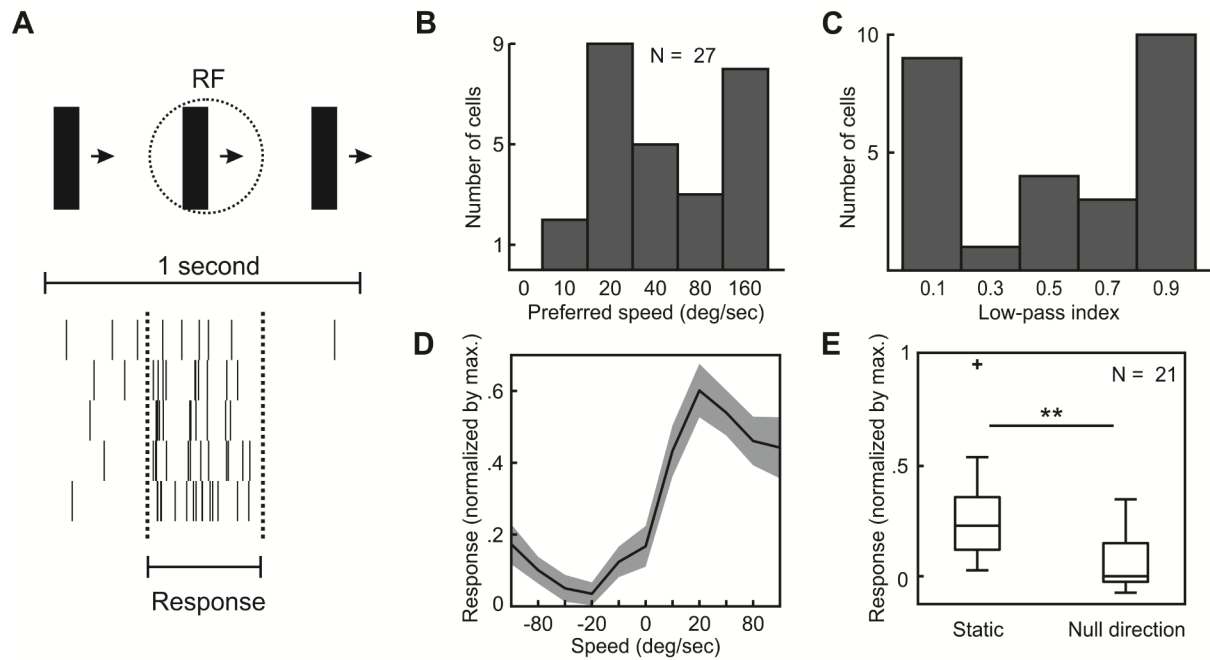 A
RF
1 second
Response
B
9
5
1
N = 27
Number of cells
0 10 20 40 80 160
Preferred speed (deg/sec)
C
10
5
Number of cells
0.1 0.3 0.5 0.7 0.9
Low-pass index
D
.6
.4
.2
0
Response (normalized by max.)
-80 -20 0 20 80
Speed (deg/sec)
E
1
.5
0
N = 21
**
Response (normalized by max.)
Static Null direction